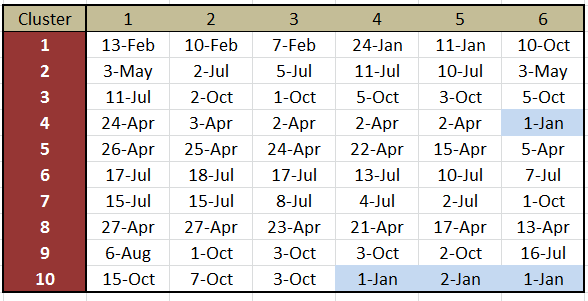 Cluster 1 2 3 4 5 6
1 13-Feb 10-Feb 7-Feb 24-Jan 11-Jan 10-Oct
2 3-May 2-Jul 5-Jul 11-Jul 10-Jul 3-May
3 11-Jul 2-Oct 1-Oct 5-Oct 3-Oct 5-Oct
4 24-Apr 3-Apr 2-Apr 2-Apr 2-Apr 1-Jan
5 26-Apr 25-Apr 24-Apr 22-Apr 15-Apr 5-Apr
6 17-Jul 18-Jul 17-Jul 13-Jul 10-Jul 7-Jul
7 15-Jul 15-Jul 8-Jul 4-Jul 2-Jul 1-Oct
8 27-Apr 27-Apr 23-Apr 21-Apr 17-Apr 13-Apr
9 6-Aug 1-Oct 3-Oct 3-Oct 2-Oct 16-Jul
10 15-Oct 7-Oct 3-Oct 1-Jan 2-Jan 1-Jan